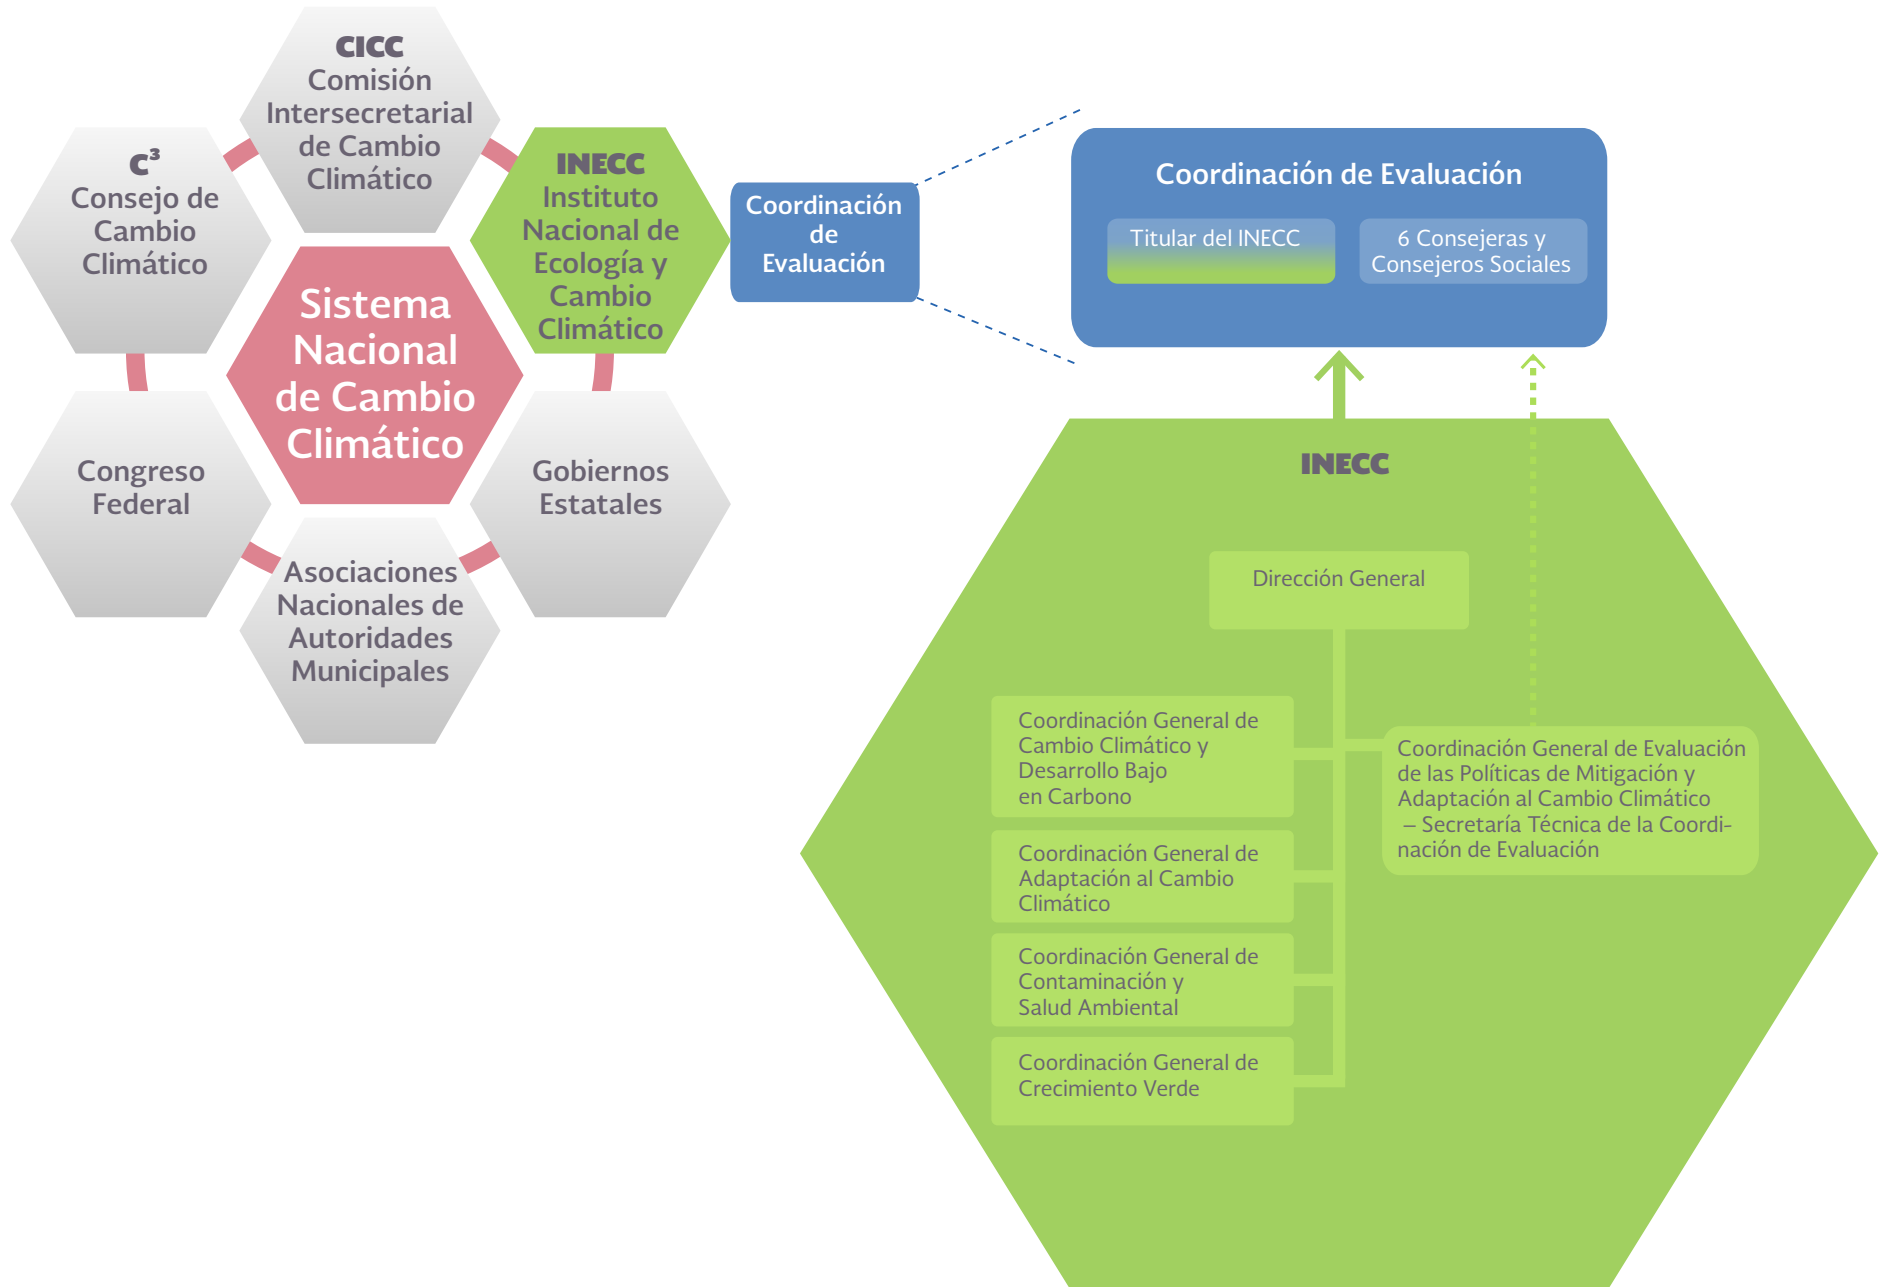 CICC
Comisión
Intersecretarial
de Cambio
Climático
C³
Consejo de
Cambio
Climático
INECC
Instituto
Nacional de
Ecología y
Cambio
Climático
Sistema
Nacional
de Cambio
Climático
Congreso
Federal
Gobiernos
Estatales
Asociaciones
Nacionales de
Autoridades
Municipales
Coordinación
de
Evaluación
Coordinación de Evaluación
Titular del INECC
6 Consejeras y
Consejeros Sociales
INECC
Dirección General
Coordinación General de
Cambio Climático y
Desarrollo Bajo
en Carbono
Coordinación General de
Adaptación al Cambio
Climático
Coordinación General de
Contaminación y
Salud Ambiental
Coordinación General de
Crecimiento Verde
Coordinación General de Evaluación
de las Políticas de Mitigación y
Adaptación al Cambio Climático
– Secretaría Técnica de la Coordi-
nación de Evaluación